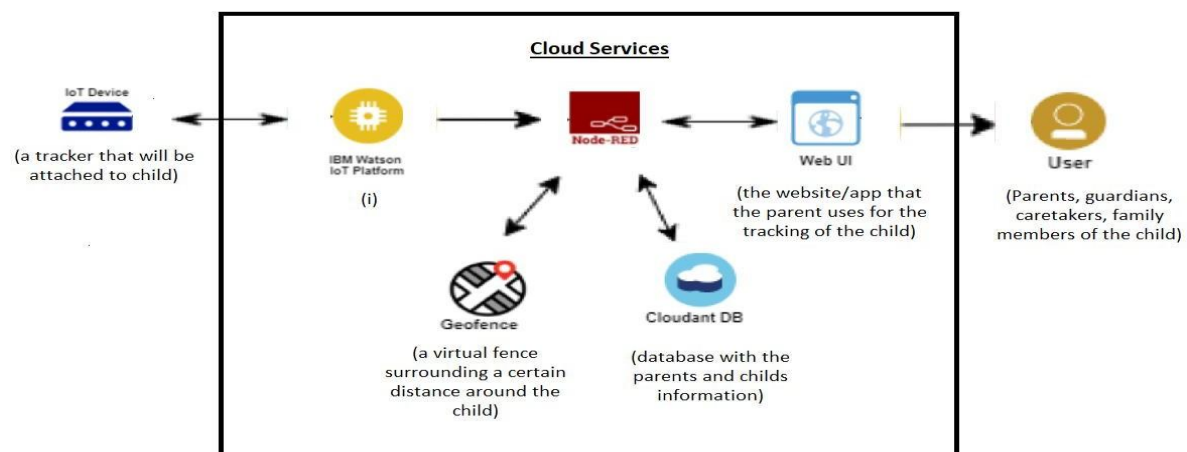 Cloud Services
IoT Device
(a tracker that will be
attached to child)
IBM Watson
IoT Platform
(i)
Node-RED
Web UI
(the website/app that
the parent uses for the
tracking of the child)
User
(Parents, guardians,
caretakers, family
members of the child)
Geofence
(a virtual fence
surrounding a certain
distance around the
child)
Cloudant DB
(database with the
parents and childs
information)